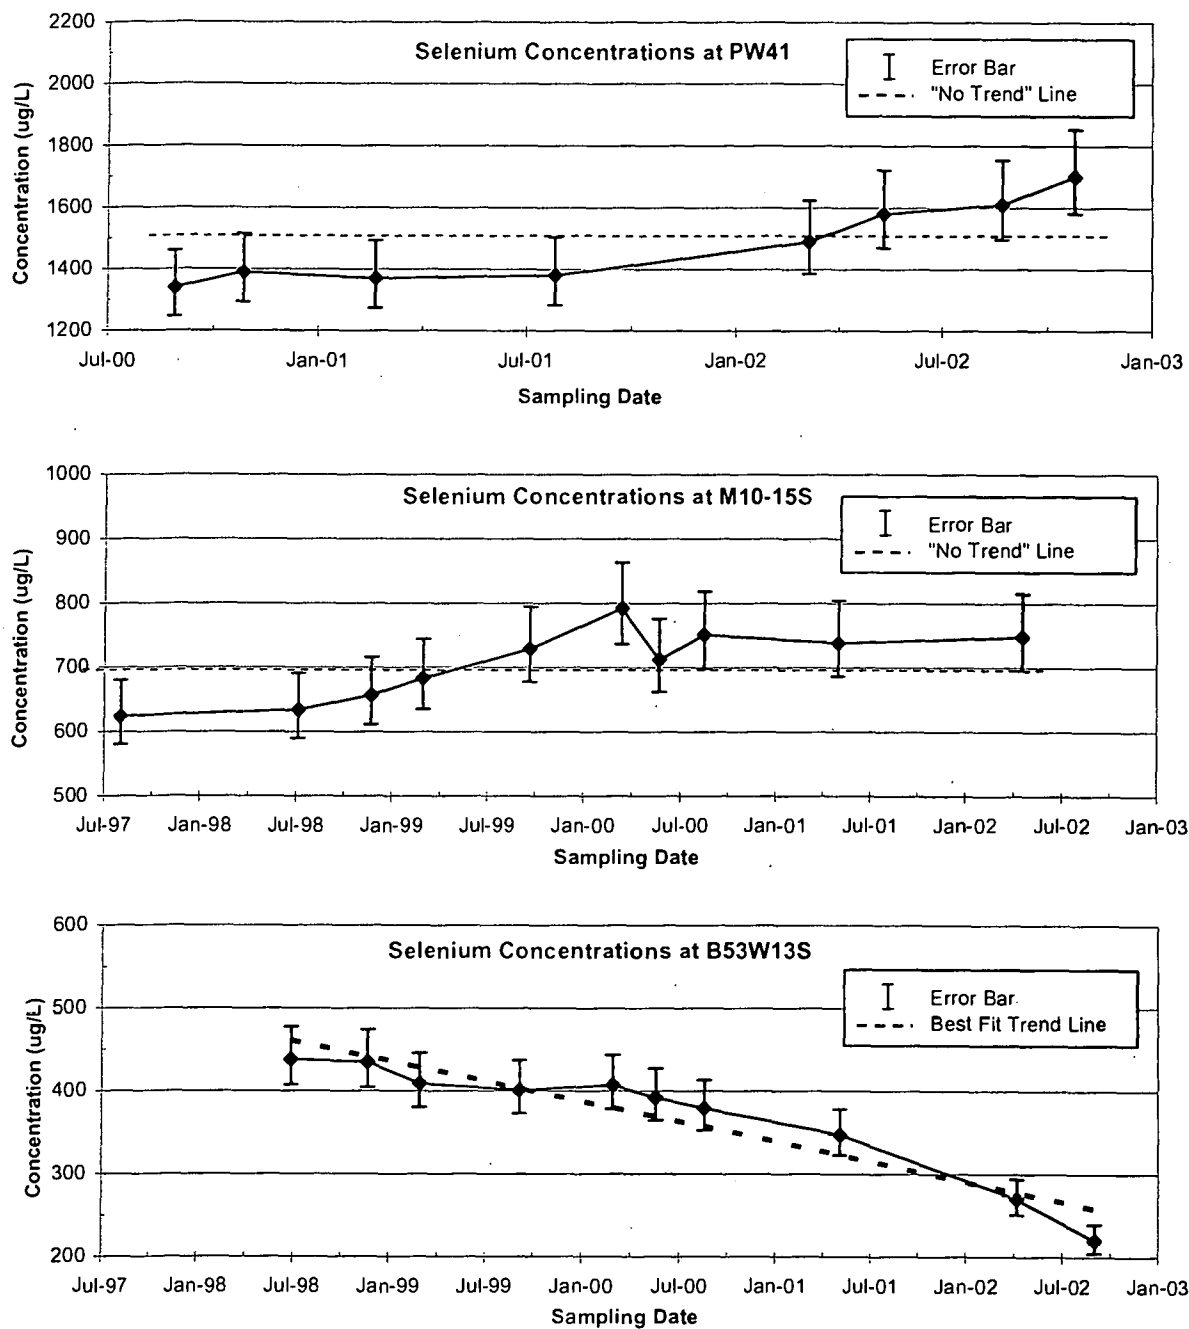 Selenium Concentrations at PW41
Error Bar
"No Trend" Line
Concentration (ug/L)
2200
2000
1800
1600
1400
1200
Jul-00 Jan-01 Jul-01 Jan-02 Jul-02 Jan-03
Sampling Date
Selenium Concentrations at M10-15S
Error Bar
"No Trend" Line
Concentration (ug/L)
1000
900
800
700
600
500
Jul-97 Jan-98 Jul-98 Jan-99 Jul-99 Jan-00 Jul-00 Jan-01 Jul-01 Jan-02 Jul-02 Jan-03
Sampling Date
Selenium Concentrations at B53W13S
Error Bar
Best Fit Trend Line
Concentration (ug/L)
600
500
400
300
200
Jul-97 Jan-98 Jul-98 Jan-99 Jul-99 Jan-00 Jul-00 Jan-01 Jul-01 Jan-02 Jul-02 Jan-03
Sampling Date